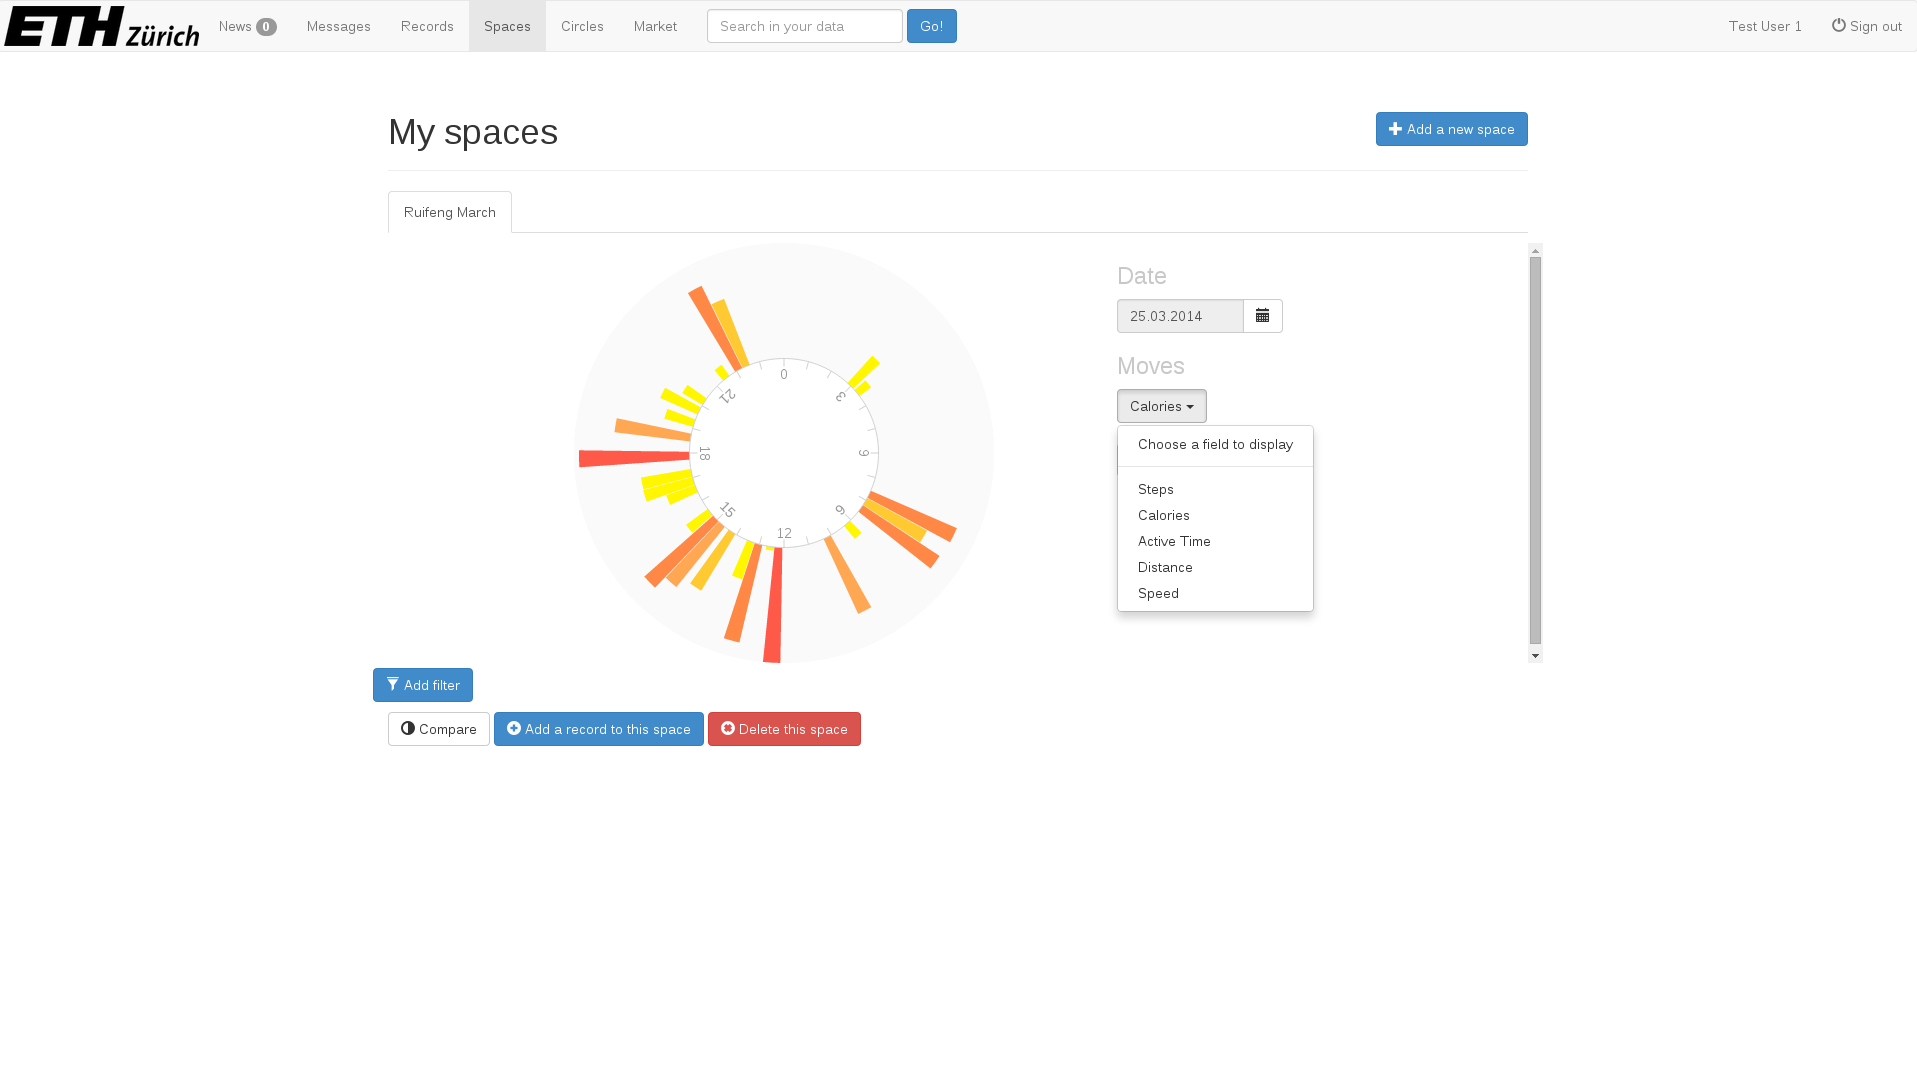 ETH Zürich News 0 Messages Records Spaces Circles Market Search in your data Go! Test User 1 Sign out
My spaces
Add a new space
Ruifeng March
Date
25.03.2014
Moves
Calories
Choose a field to display
Steps
Calories
Active Time
Distance
Speed
0
3
6
9
12
15
18
21
Add filter
Compare Add a record to this space Delete this space